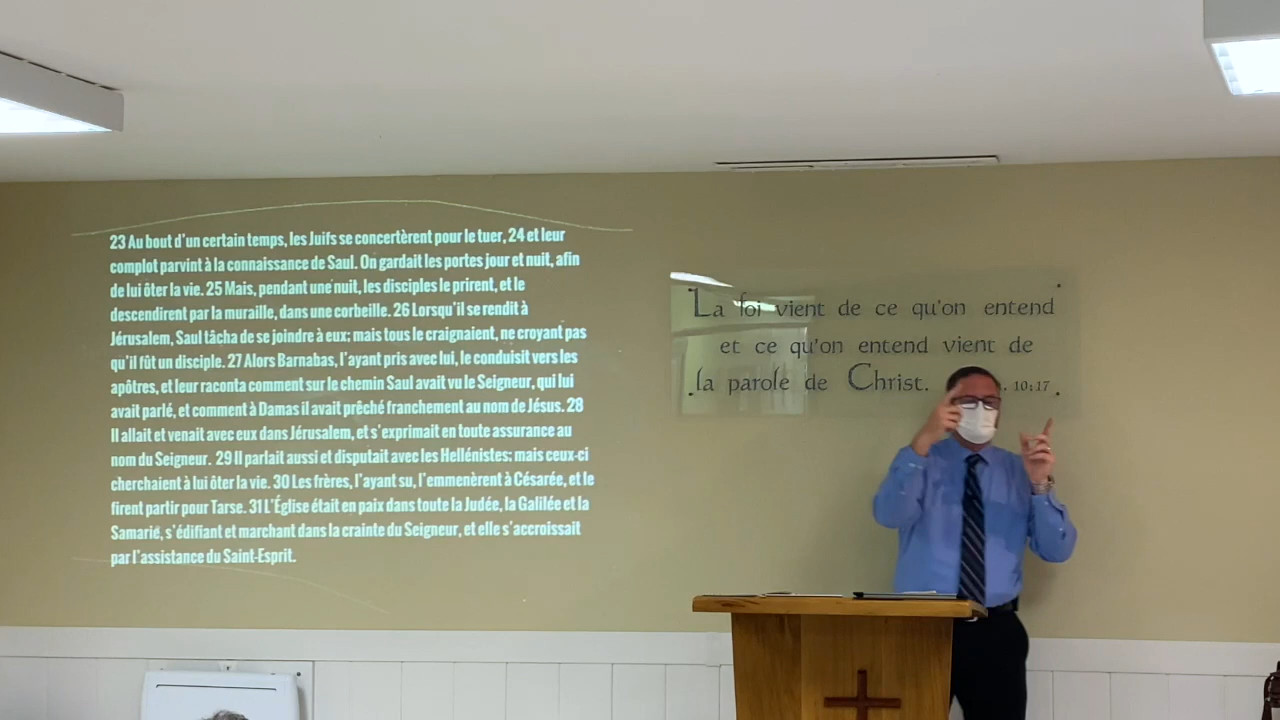 23 Au bout d'un certain temps, les Juifs se concertèrent pour le tuer, 24 et leur
complot parvint à la connaissance de Saul. On gardait les portes jour et nuit, afin
de lui ôter la vie. 25 Mais, pendant une nuit, les disciples le prirent, et le
descendirent par la muraille, dans une corbeille. 26 Lorsqu'il se rendit à
Jérusalem, Saul tâcha de se joindre à eux; mais tous le craignaient, ne croyant pas
qu'il fût un disciple. 27 Alors Barnabas, l'ayant pris avec lui, le conduisit vers les
apôtres, et leur raconta comment sur le chemin Saul avait vu le Seigneur, qui lui
avait parlé, et comment à Damas il avait prêché franchement au nom de Jésus. 28
Il allait et venait avec eux dans Jérusalem, et s'exprimait en toute assurance au
nom du Seigneur. 29 Il parlait aussi et disputait avec les Hellénistes; mais ceux-ci
cherchaient à lui ôter la vie. 30 Les frères, l'ayant su, l'emmenèrent à Césarée, et le
firent partir pour Tarse. 31 L'Église était en paix dans toute la Judée, la Galilée et la
Samarie, s'édifiant et marchant dans la crainte du Seigneur, et elle s'accroissait
par l'assistance du Saint-Esprit.
La foi vient de ce qu'on entend
et ce qu'on entend vient de
la parole de Christ. . 10:17